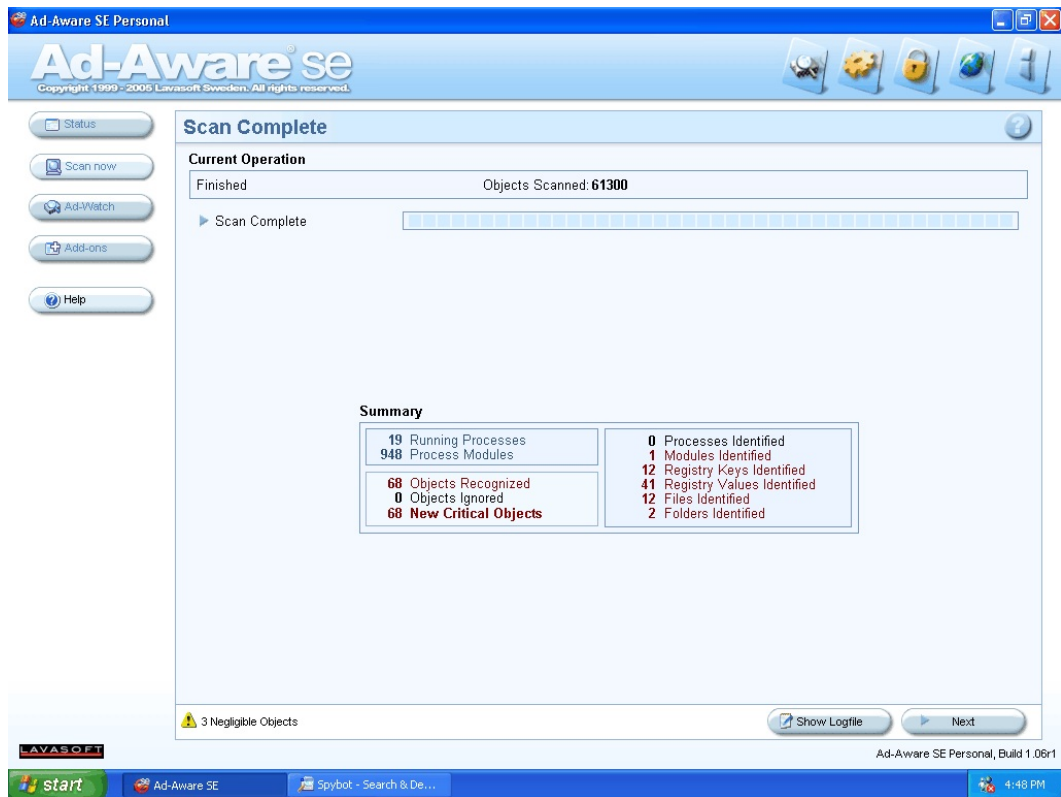 Ad-Aware SE Personal
Ad-Aware SE
Copyright 1999 - 2005 Lavasoft Sweden. All rights reserved.
Status
Scan now
Ad-Watch
Add-ons
Help
Scan Complete
Current Operation
Finished Objects Scanned: 61300
Scan Complete
Summary
19 Running Processes
948 Process Modules
68 Objects Recognized
0 Objects Ignored
68 New Critical Objects
0 Processes Identified
1 Modules Identified
12 Registry Keys Identified
41 Registry Values Identified
12 Files Identified
2 Folders Identified
3 Negligible Objects
Show Logfile
Next
LAVASOFT
Ad-Aware SE Personal, Build 1.06r1
start
Ad-Aware SE
Spybot - Search & De...
4:48 PM